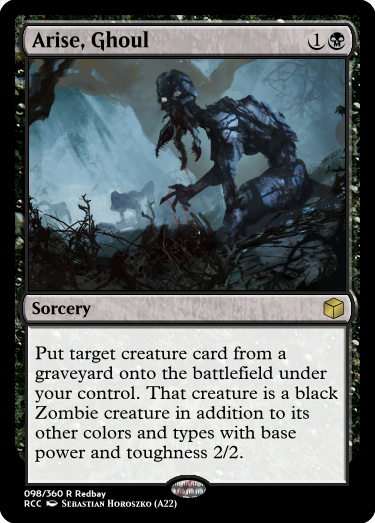 Arise, Ghoul 1
Sorcery
Put target creature card from a
graveyard onto the battlefield under
your control. That creature is a black
Zombie creature in addition to its
other colors and types with base
power and toughness 2/2.
098/360 R Redbay
RCC Sebastian Horoszko (A22)